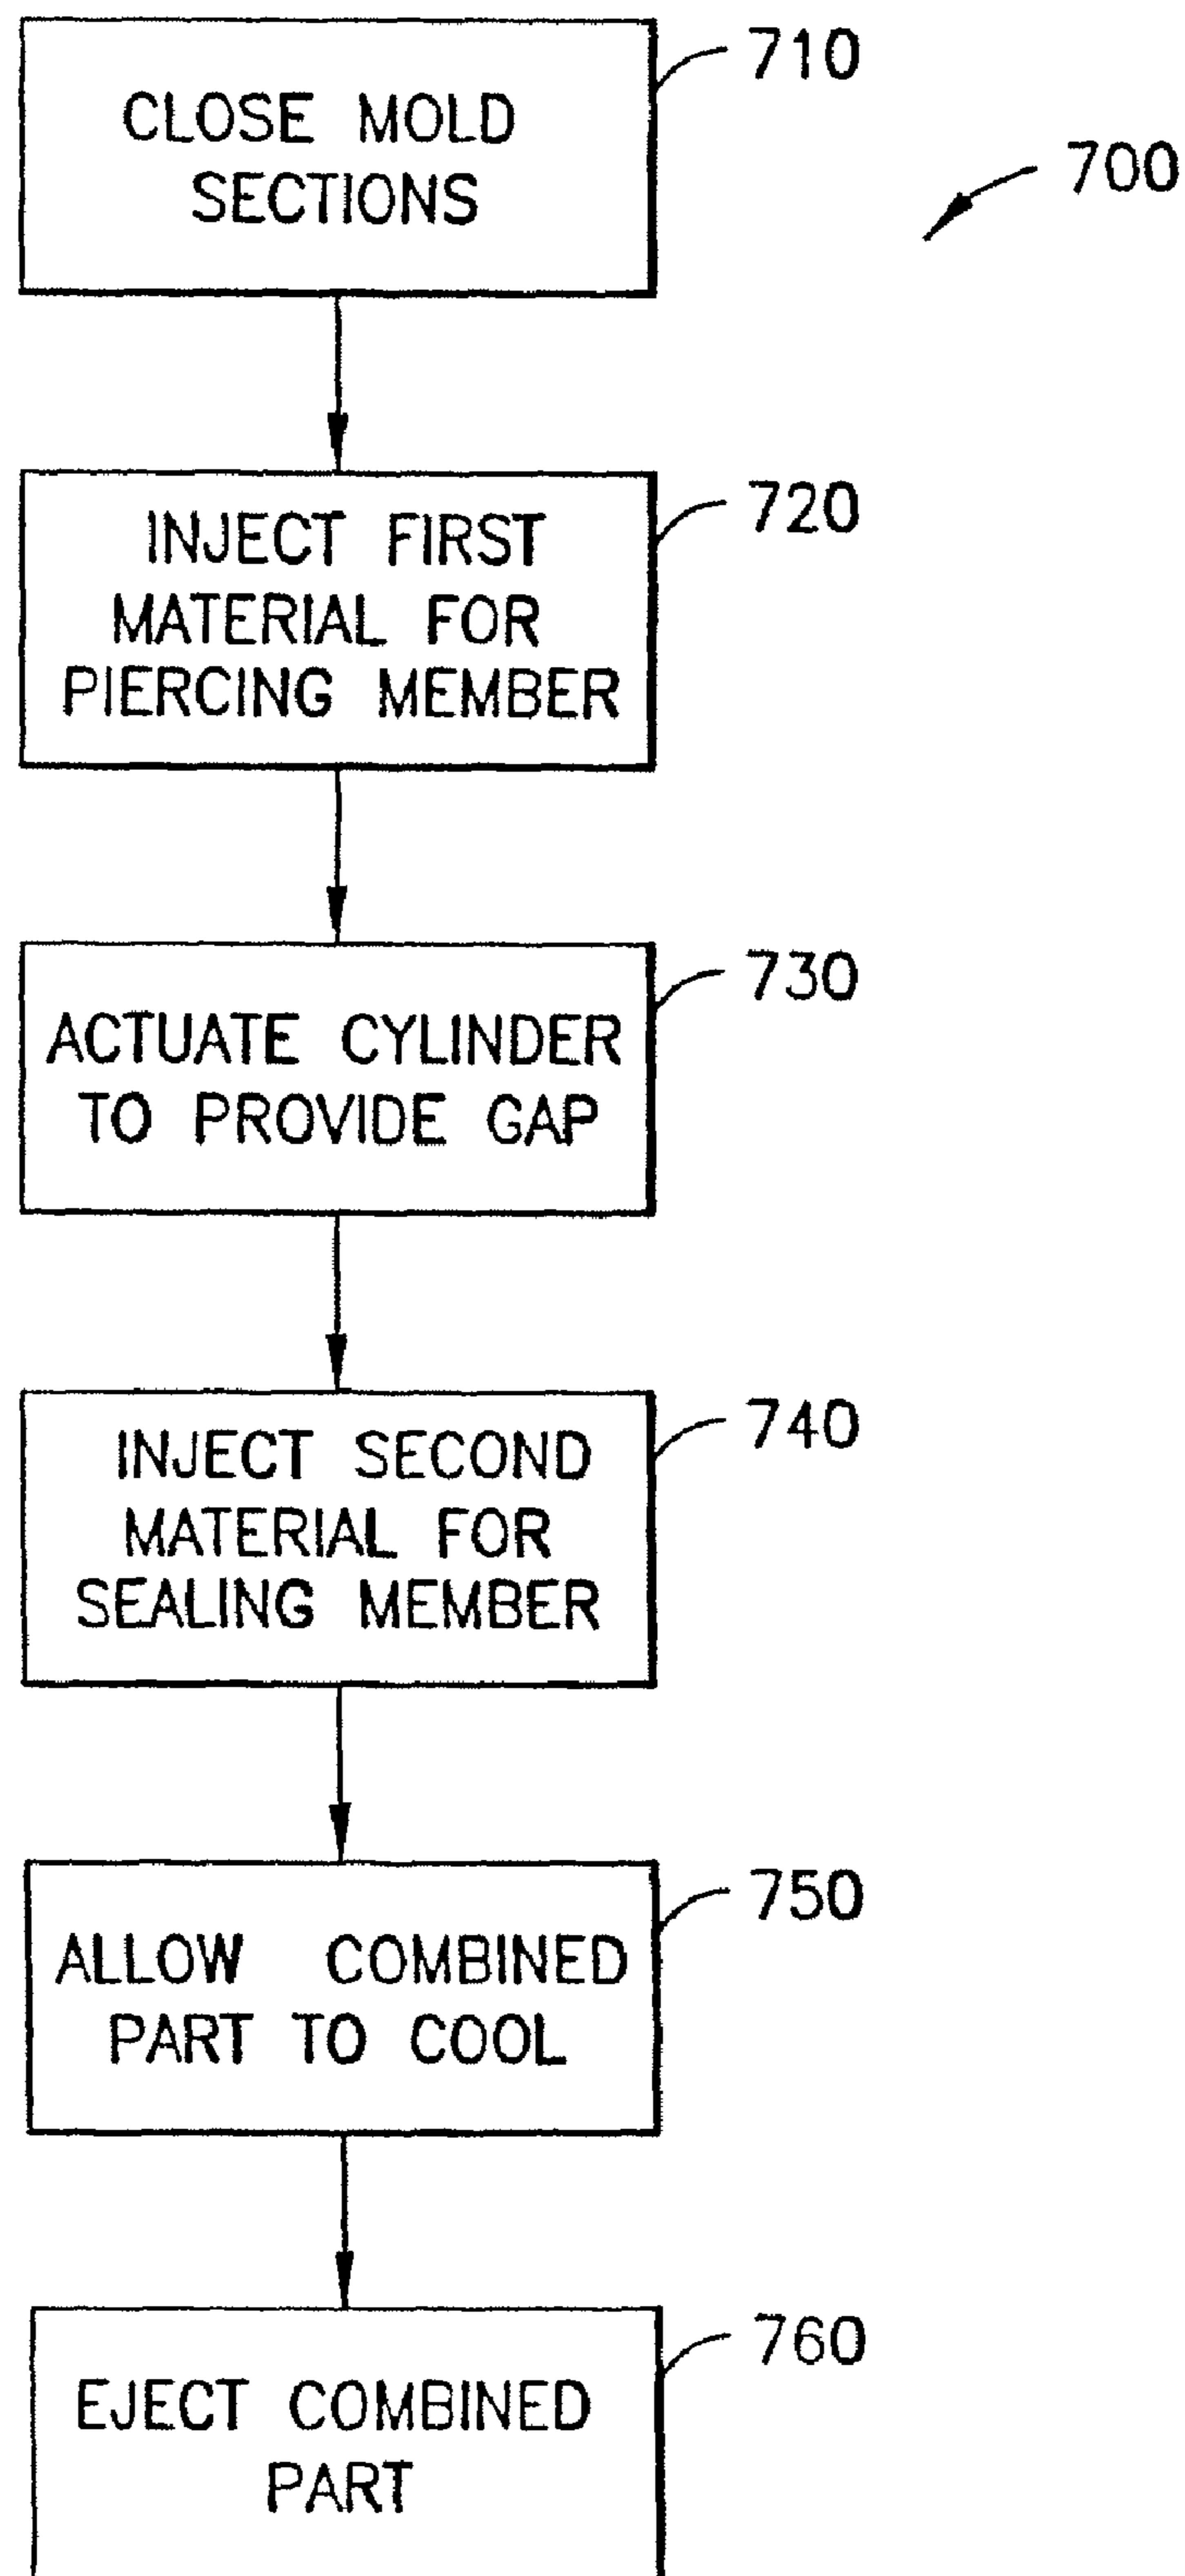 710
CLOSE MOLD
SECTIONS
700
720
INJECT FIRST
MATERIAL FOR
PIERCING MEMBER
730
ACTUATE CYLINDER
TO PROVIDE GAP
740
INJECT SECOND
MATERIAL FOR
SEALING MEMBER
750
ALLOW COMBINED
PART TO COOL
760
EJECT COMBINED
PART